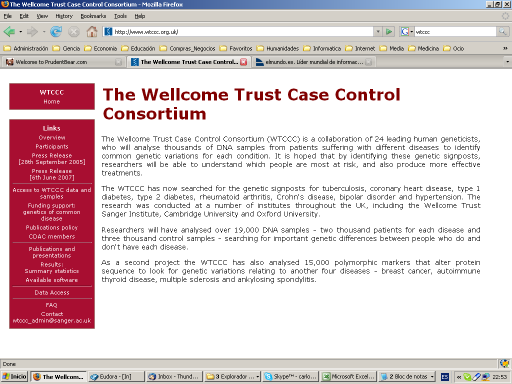 The Wellcome Trust Case Control Consortium - Mozilla Firefox
File Edit View History Bookmarks Tools Help
http://www.wtccc.org.uk/
wtccc
Administración Ciencia Economía Educación Compras_Negocios Favoritos Humanidades Informatica Internet Media Medicina Ocio
Welcome to PrudentBear.com The Wellcome Trust Case Control... elmundo.es. Líder mundial de informac...
WTCCC
Home
Links
Overview
Participants
Press Release
[28th September 2005]
Press Release
[6th June 2007]
Access to WTCCC data and
samples
Funding support:
genetics of common
disease
Publications policy
CDAC members
Publications and
presentations
Results:
Summary statistics
Available software
Data Access
FAQ
Contact
wtccc_admin@sanger.ac.uk
The Wellcome Trust Case Control
Consortium
The Wellcome Trust Case Control Consortium (WTCCC) is a collaboration of 24 leading human geneticists,
who will analyse thousands of DNA samples from patients suffering with different diseases to identify
common genetic variations for each condition. It is hoped that by identifying these genetic signposts,
researchers will be able to understand which people are most at risk, and also produce more effective
treatments.
The WTCCC has now searched for the genetic signposts for tuberculosis, coronary heart disease, type 1
diabetes, type 2 diabetes, rheumatoid arthritis, Crohn's disease, bipolar disorder and hypertension. The
research was conducted at a number of institutes throughout the UK, including the Wellcome Trust
Sanger Institute, Cambridge University and Oxford University.
Researchers will have analysed over 19,000 DNA samples – two thousand patients for each disease and
three thousand control samples – searching for important genetic differences between people who do and
don't have each disease.
As a second project the WTCCC has also analysed 15,000 polymorphic markers that alter protein
sequence to look for genetic variations relating to another four diseases – breast cancer, autoimmune
thyroid disease, multiple sclerosis and ankylosing spondylitis.
Done
Inicio The Wellcom... Eudora - [In] Inbox - Thund... 3 Explorador ... Skype™ - carlo... Microsoft Excel... 2 Bloc de notas ES 22:53